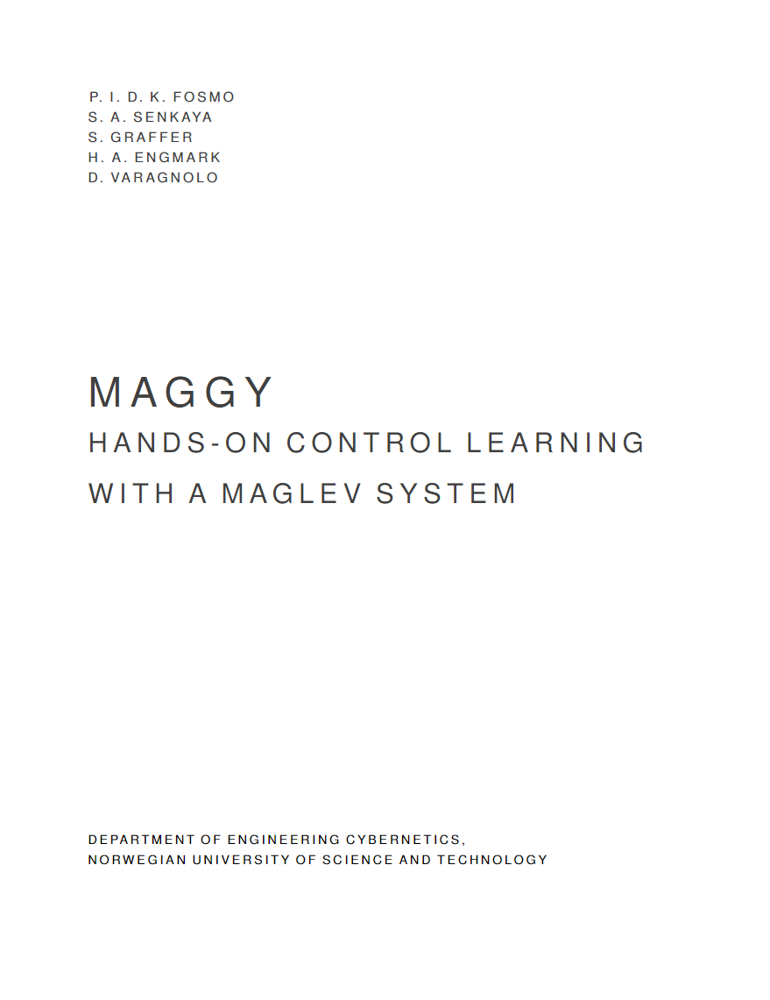 P. I. D. K. FOSMO
S. A. SENKAYA
S. GRAFFER
H. A. ENGMARK
D. VARAGNOLO
MAGGY
HANDS-ON CONTROL LEARNING
WITH A MAGLEV SYSTEM
DEPARTMENT OF ENGINEERING CYBERNETICS,
NORWEGIAN UNIVERSITY OF SCIENCE AND TECHNOLOGY